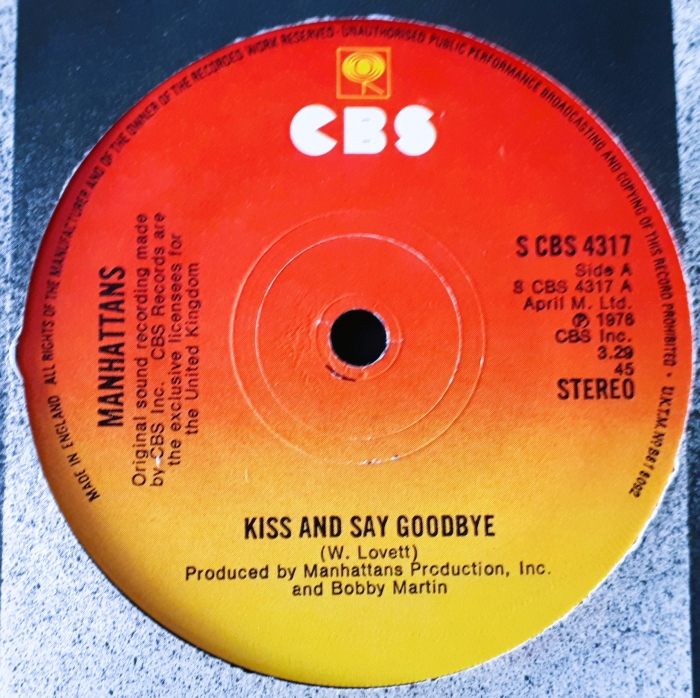 MADE IN ENGLAND ALL RIGHTS OF THE MANUFACTURER AND OF THE OWNER OF THE RECORDED WORK RESERVED · UNAUTHORISED PUBLIC PERFORMANCE BROADCASTING AND COPYING OF THIS RECORD PROHIBITED ·
CBS
MANHATTANS
Original sound recording made
by CBS Inc. CBS Records are
the exclusive licensees for
the United Kingdom
S CBS 4317
Side A
S CBS 4317 A
April M. Ltd.
℗ 1976
CBS Inc.
3.29
45
STEREO
KISS AND SAY GOODBYE
(W. Lovett)
Produced by Manhattans Production, Inc.
and Bobby Martin